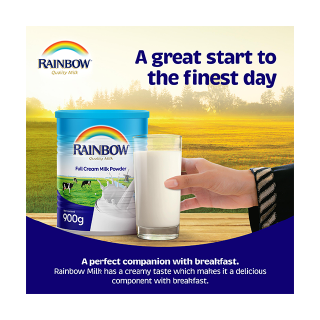 RAINBOW
Quality Milk
A great start to
the finest day
RAINBOW
Quality Milk
Full Cream Milk Powder
900g
A perfect companion with breakfast.
Rainbow Milk has a creamy taste which makes it a delicious
component with breakfast.